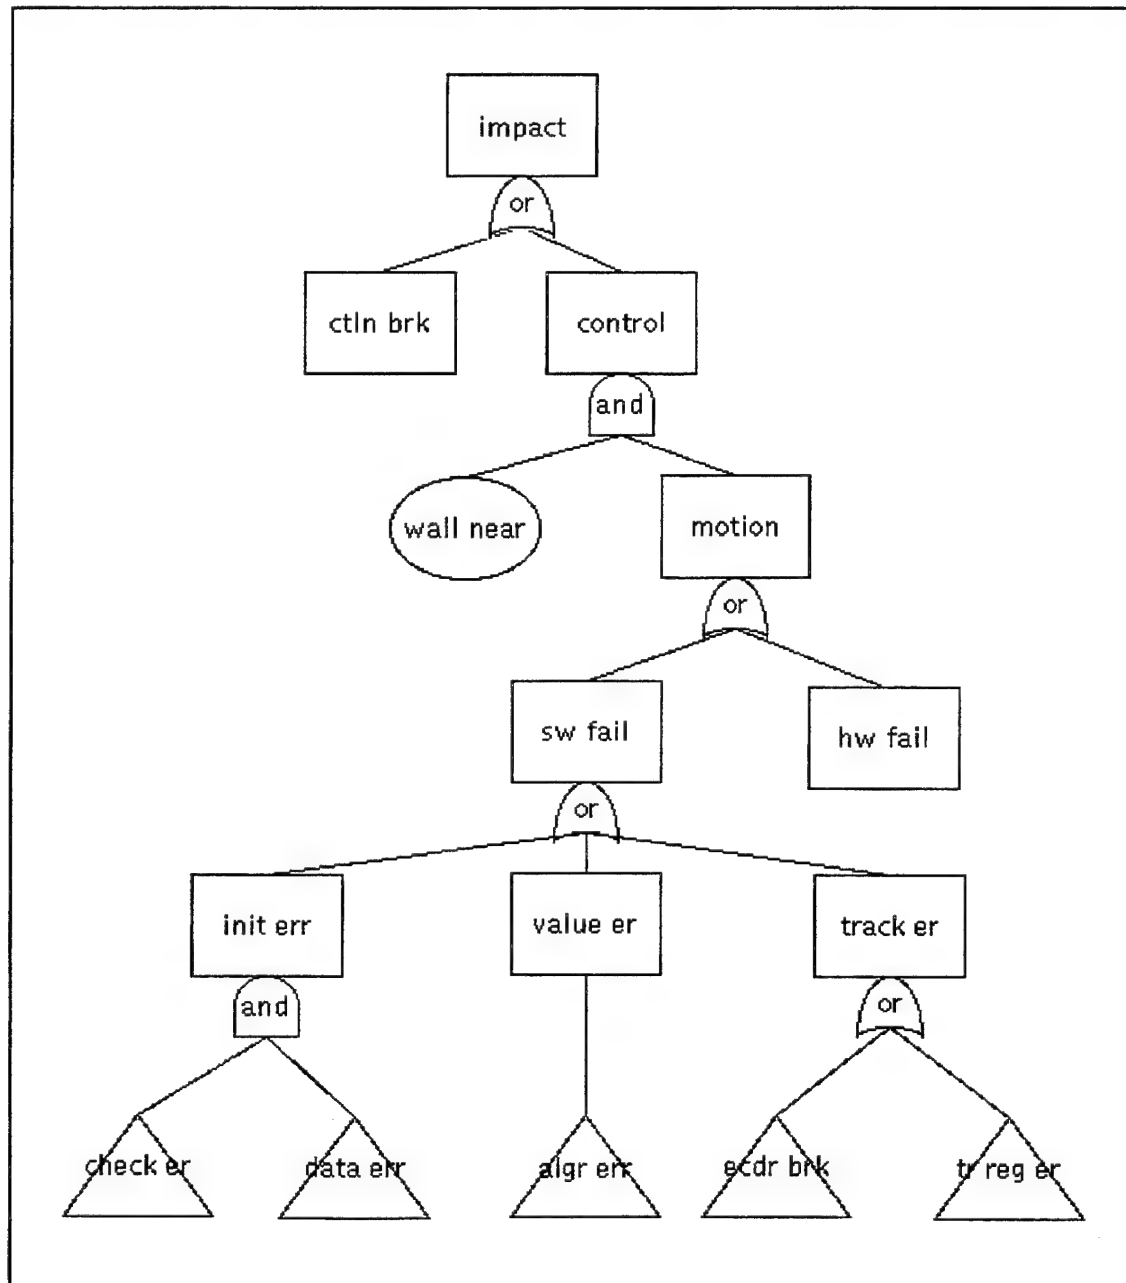 impact
or
ctln brk
control
and
wall near
motion
or
sw fail
hw fail
or
init err
value er
track er
and
or
check er
data err
algr err
ecdr brk
tr reg er